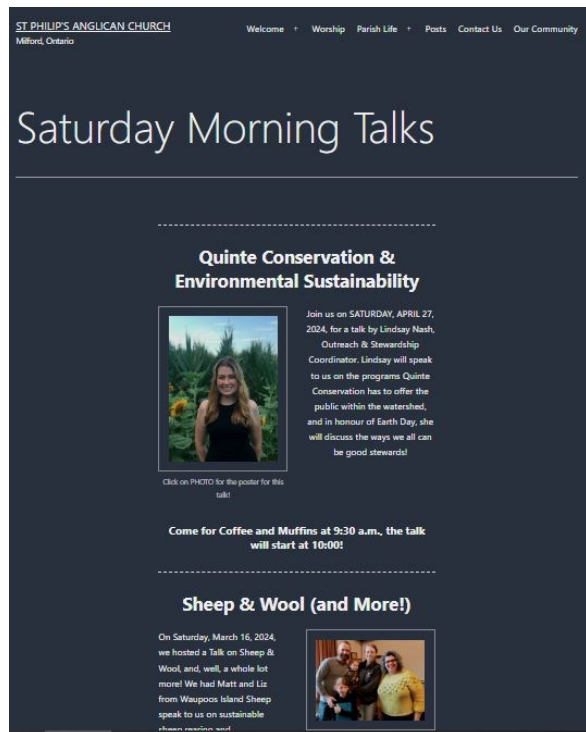 ST PHILIP'S ANGLICAN CHURCH
Milford, Ontario
Welcome + Worship Parish Life + Posts Contact Us Our Community
Saturday Morning Talks
Quinte Conservation &
Environmental Sustainability
Join us on SATURDAY, APRIL 27,
2024, for a talk by Lindsay Nash,
Outreach & Stewardship
Coordinator. Lindsay will speak
to us on the programs Quinte
Conservation has to offer the
public within the watershed,
and in honour of Earth Day, she
will discuss the ways we all can
be good stewards!
Click on PHOTO for the poster for this
talk!
Come for Coffee and Muffins at 9:30 a.m., the talk
will start at 10:00!
Sheep & Wool (and More!)
On Saturday, March 16, 2024,
we hosted a Talk on Sheep &
Wool, and, well, a whole lot
more! We had Matt and Liz
from Waupoos Island Sheep
speak to us on sustainable
sheep rearing and